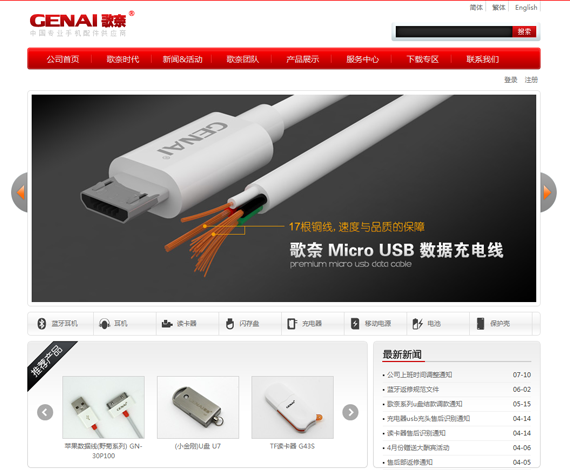 简体 | 繁体 | English
GENAI 歌奈®
中国专业手机配件供应商
搜索
公司首页 歌奈时代 新闻&活动 歌奈团队 产品展示 服务中心 下载专区 联系我们
登录 注册
GENAI
17根铜线, 速度与品质的保障
歌奈 Micro USB 数据充电线
premium micro usb data cable
蓝牙耳机 耳机 读卡器 闪存盘 充电器 移动电源 电池 保护壳
推荐产品
苹果数据线(野蜀系列) GN-30P100
(小金刚)U盘 U7
TF读卡器 G43S
最新新闻
公司上班时间调整通知 07-10
蓝牙返修规范文件 06-02
歌奈系列u盘结款调款通知 05-15
充电器usb充头售后识别通知 04-14
读卡器售后识别通知 04-14
4月份赠送大酬宾活动 04-06
售后部返修通知 04-05